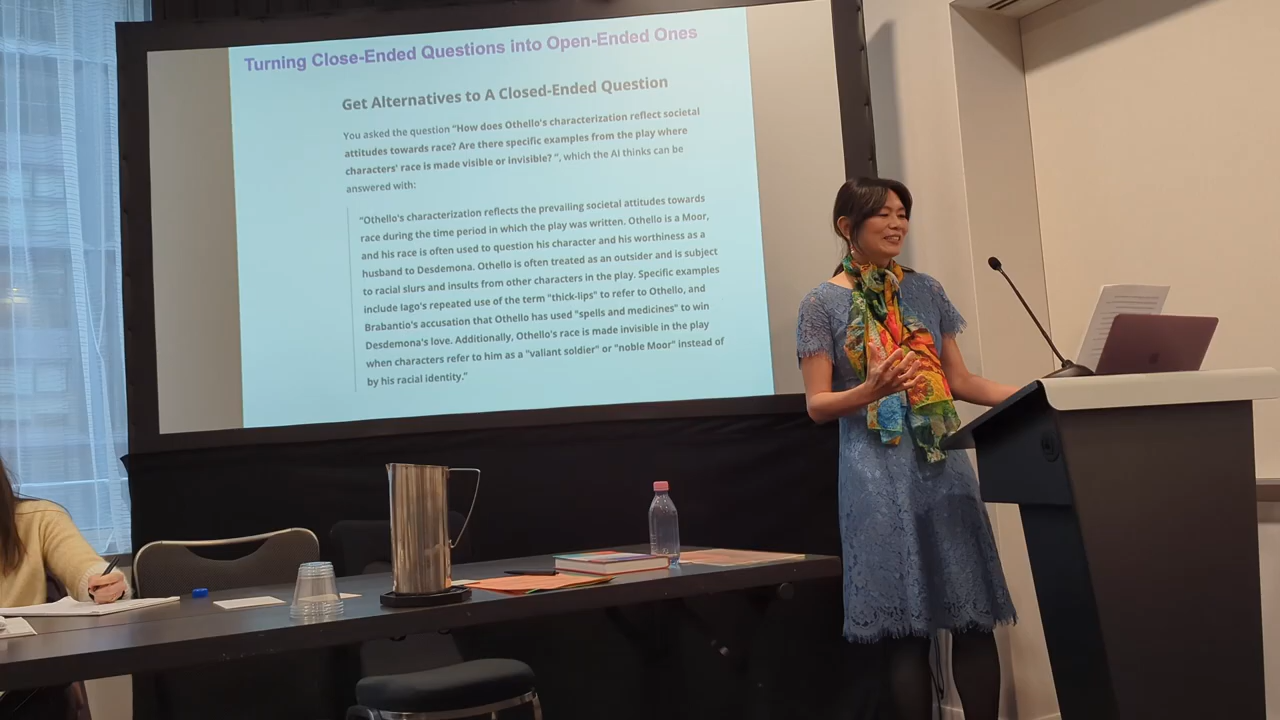 Turning Close-Ended Questions into Open-Ended Ones
Get Alternatives to A Closed-Ended Question
You asked the question "How does Othello's characterization reflect societal
attitudes towards race? Are there specific examples from the play where
characters' race is made visible or invisible? ", which the AI thinks can be
answered with:
"Othello's characterization reflects the prevailing societal attitudes towards
race during the time period in which the play was written. Othello is a Moor,
and his race is often used to question his character and his worthiness as a
husband to Desdemona. Othello is often treated as an outsider and is subject
to racial slurs and insults from other characters in the play. Specific examples
include Iago's repeated use of the term "thick-lips" to refer to Othello, and
Brabantio's accusation that Othello has used "spells and medicines" to win
Desdemona's love. Additionally, Othello's race is made invisible in the play
when characters refer to him as a "valiant soldier" or "noble Moor" instead of
by his racial identity."